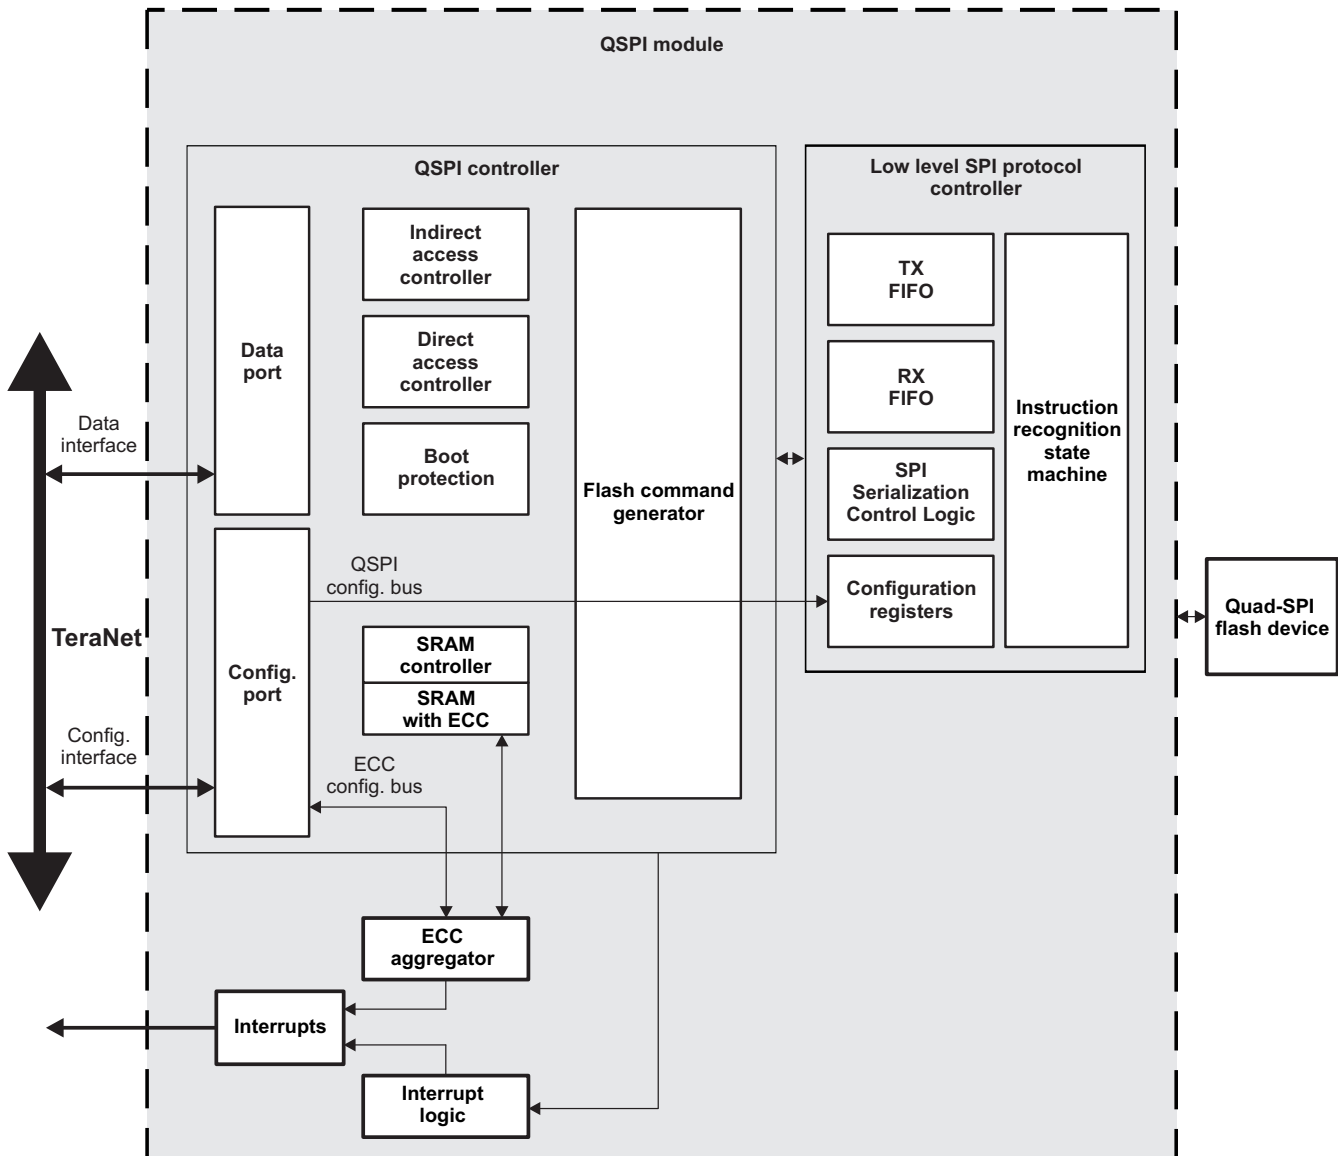 QSPI module
QSPI controller
Low level SPI protocol
controller
Data
port
Indirect
access
controller
Direct
access
controller
Boot
protection
Flash command
generator
TX
FIFO
RX
FIFO
SPI
Serialization
Control Logic
Configuration
registers
Instruction
recognition
state
machine
Data
interface
TeraNet
Config.
interface
Config.
port
QSPI
config. bus
SRAM
controller
SRAM
with ECC
ECC
config. bus
Quad-SPI
flash device
ECC
aggregator
Interrupts
Interrupt
logic